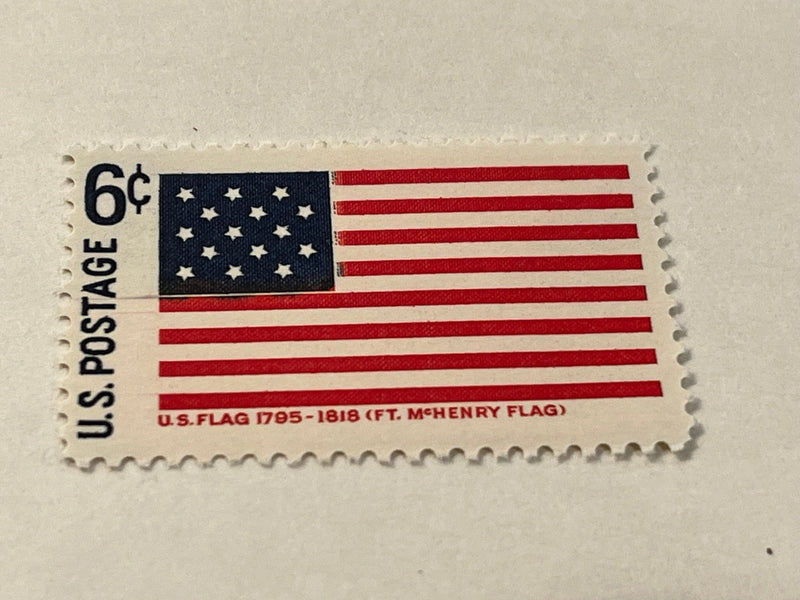 6¢
U.S. POSTAGE
U.S. FLAG 1795-1818 (FT. McHENRY FLAG)